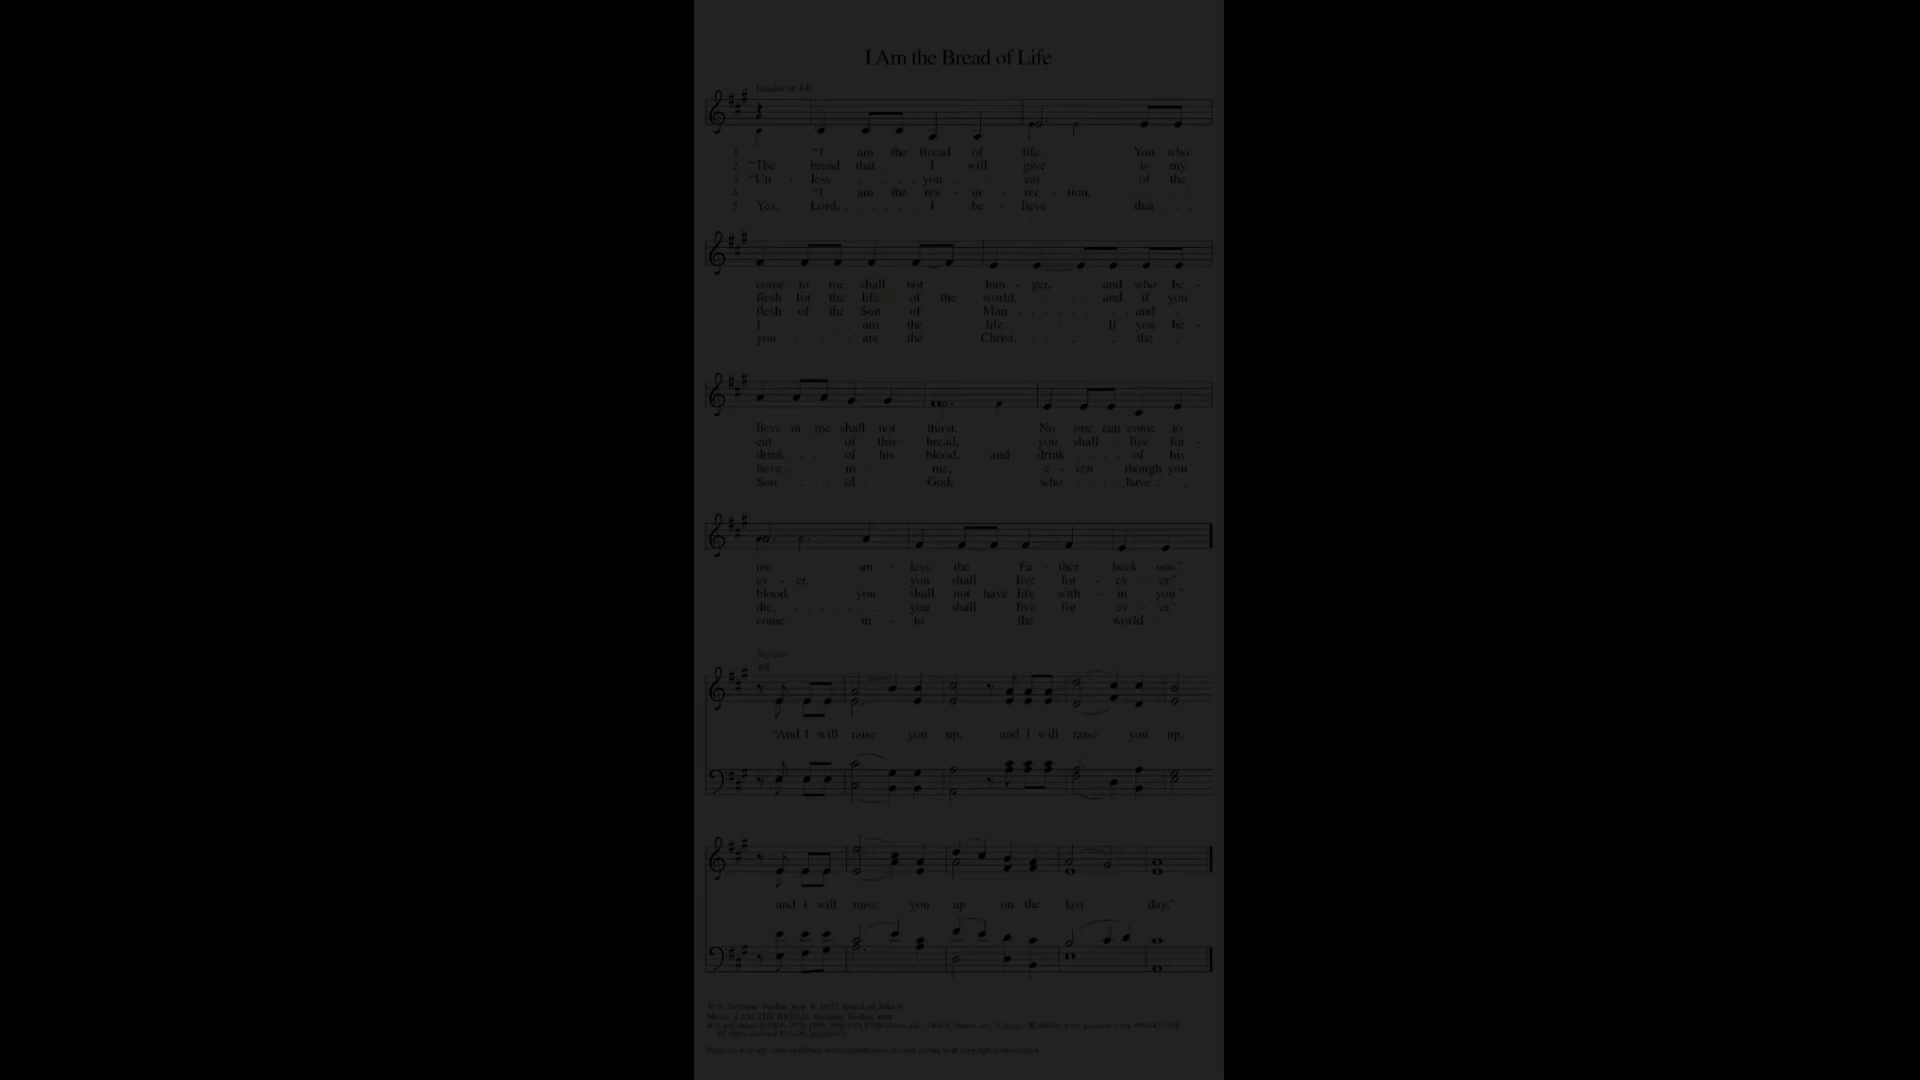 I Am the Bread of Life
Leader or All
1 "I am the Bread of life. You who
2 "The bread that . . . I will give is my
3 "Un - less . . . . . . you . . . eat of the
4 "I am the res - ur - rec - tion, . . . .
5 Yes, Lord, . . . . . . I be - lieve that . . .
come to me shall not hun - ger, and who be -
flesh for the life of the world, . . . . and if you
flesh of the Son of Man . . . . . . . and . .
I . . . . . . am the life. . . . . . . If you be -
you . . . . . . are the Christ, . . . . . the . . .
lieve in me shall not thirst. No one can come to
eat of this bread, you shall . . live for -
drink . . . . of his blood, and drink . . . . of his
lieve . . . . in . . me, e - ven though you
Son . . . of . . God, who . . . . have . .
me un - less the Fa - ther beck - ons."
ev - er, . . . . . you shall live for - ev - er."
blood, you shall not have life with - in you."
die, . . . . . . . . you shall live for - ev - er."
come in - to the world.
Refrain
All
"And I will raise you up, and I will raise you up,
and I will raise you up on the last day."